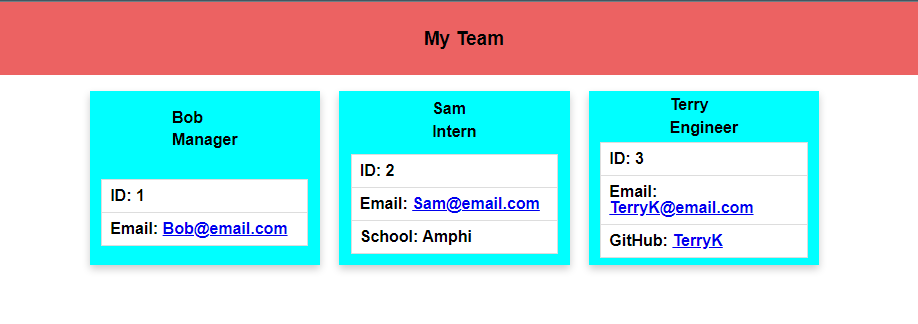 My Team
Bob
Manager
ID: 1
Email: Bob@email.com
Sam
Intern
ID: 2
Email: Sam@email.com
School: Amphi
Terry
Engineer
ID: 3
Email:
TerryK@email.com
GitHub: TerryK